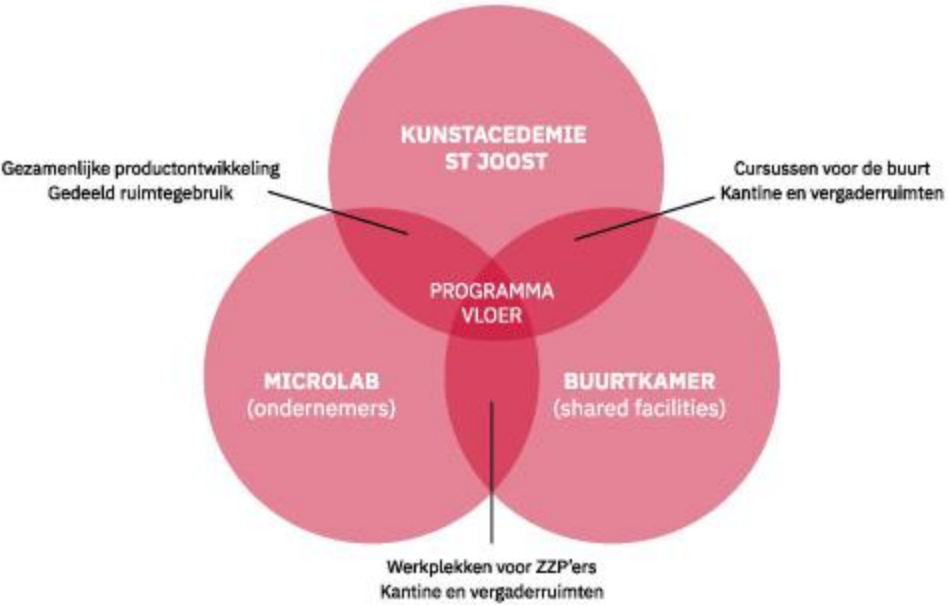 KUNSTACEDEMIE
ST JOOST
Gezamenlijke productontwikkeling
Gedeeld ruimtegebruik
Cursussen voor de buurt
Kantine en vergaderruimten
PROGRAMMA
VLOER
MICROLAB
(ondernemers)
BUURTKAMER
(shared facilities)
Werkplekken voor ZZP'ers
Kantine en vergaderruimten